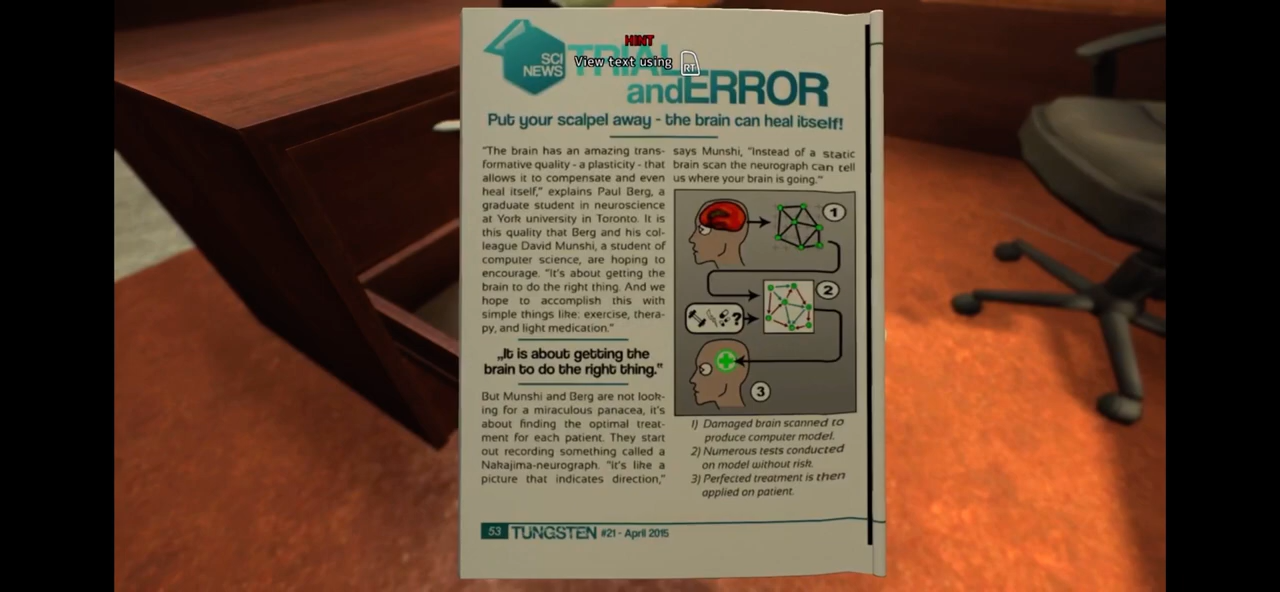 HINT
View text using RT
SCI
NEWS
TRIAL
andERROR
Put your scalpel away - the brain can heal itself!
"The brain has an amazing trans-
formative quality - a plasticity - that
allows it to compensate and even
heal itself," explains Paul Berg, a
graduate student in neuroscience
at York university in Toronto. It is
this quality that Berg and his col-
league David Munshi, a student of
computer science, are hoping to
encourage. "It's about getting the
brain to do the right thing. And we
hope to accomplish this with
simple things like: exercise, thera-
py, and light medication."
„It is about getting the
brain to do the right thing."
But Munshi and Berg are not look-
ing for a miraculous panacea, it's
about finding the optimal treat-
ment for each patient. They start
out recording something called a
Nakajima-neurograph. "It's like a
picture that indicates direction,"
says Munshi, "Instead of a static
brain scan the neurograph can tell
us where your brain is going."
1
2
?
3
1) Damaged brain scanned to
produce computer model.
2) Numerous tests conducted
on model without risk.
3) Perfected treatment is then
applied on patient.
53 TUNGSTEN #21 - April 2015